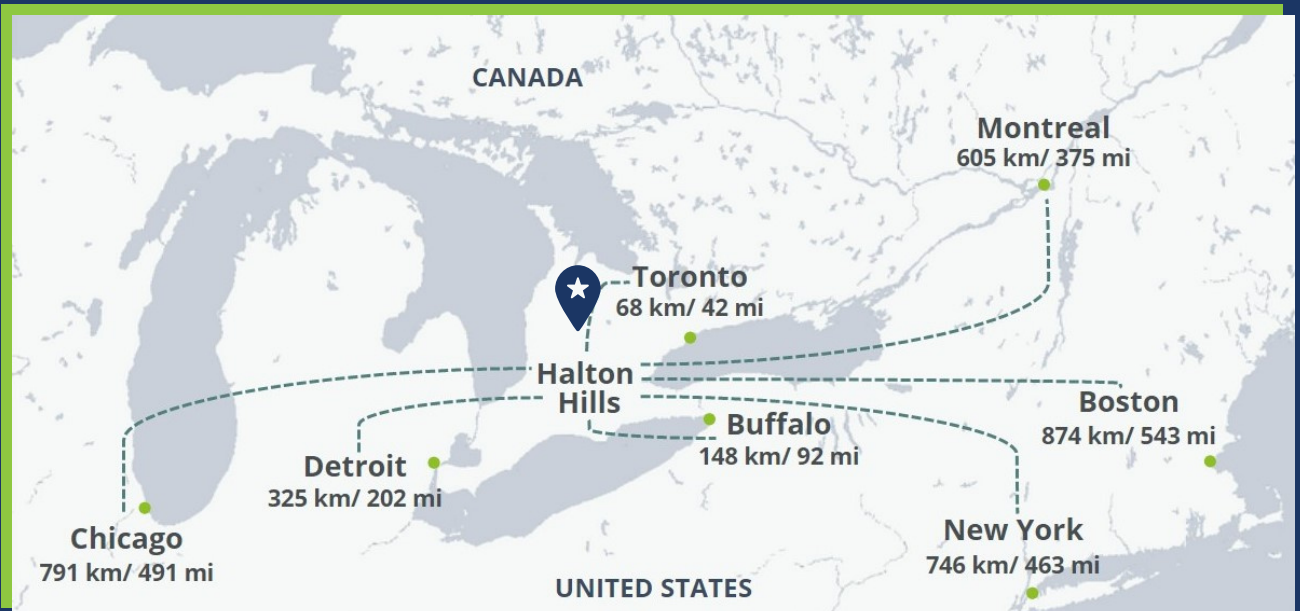 CANADA
Montreal
605 km/ 375 mi
Toronto
68 km/ 42 mi
Halton
Hills
Boston
874 km/ 543 mi
Buffalo
148 km/ 92 mi
Detroit
325 km/ 202 mi
New York
746 km/ 463 mi
Chicago
791 km/ 491 mi
UNITED STATES